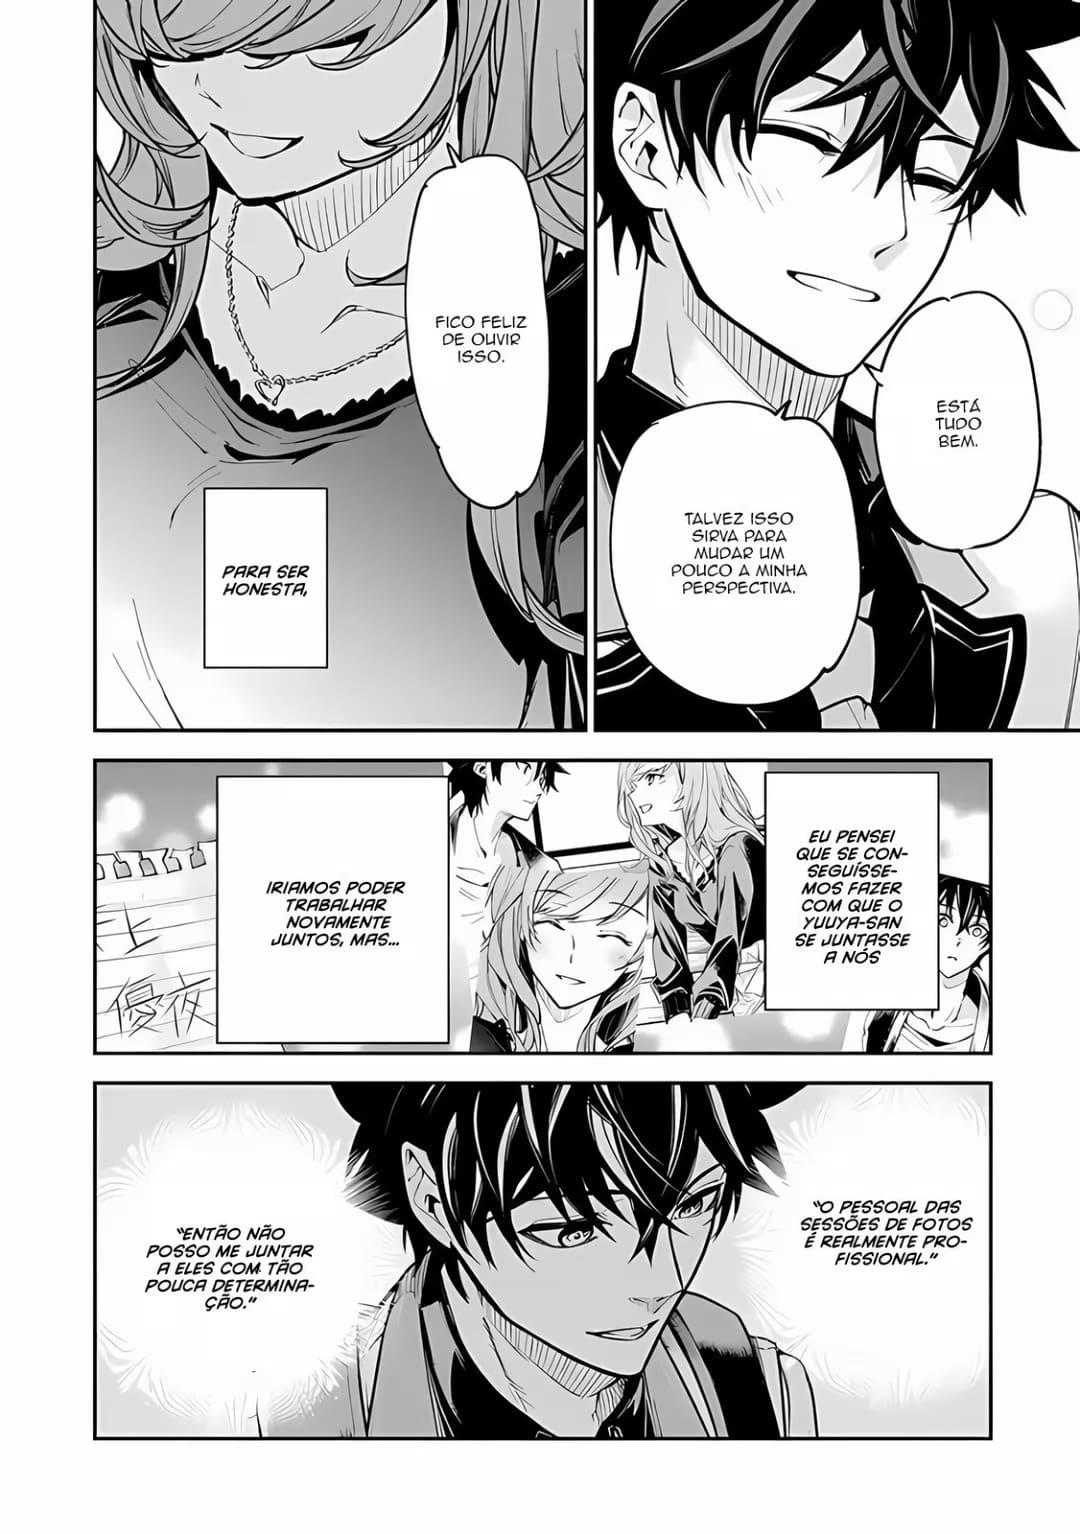 ESTÁ
TUDO
BEM.
TALVEZ ISSO
SIRVA PARA
MUDAR UM
POUCO A MINHA
PERSPECTIVA.
FICO FELIZ
DE OUVIR
ISSO.
PARA SER
HONESTA,
EU PENSEI
QUE SE CON-
SEGUÍSSE-
MOS FAZER
COM QUE O
YUUYA-SAN
SE JUNTASSE
A NÓS
IRIAMOS PODER
TRABALHAR
NOVAMENTE
JUNTOS, MAS...
優夜
"O PESSOAL DAS
SESSÕES DE FOTOS
É REALMENTE PRO-
FISSIONAL."
"ENTÃO NÃO
POSSO ME JUNTAR
A ELES COM TÃO
POUCA DETERMINA-
ÇÃO."